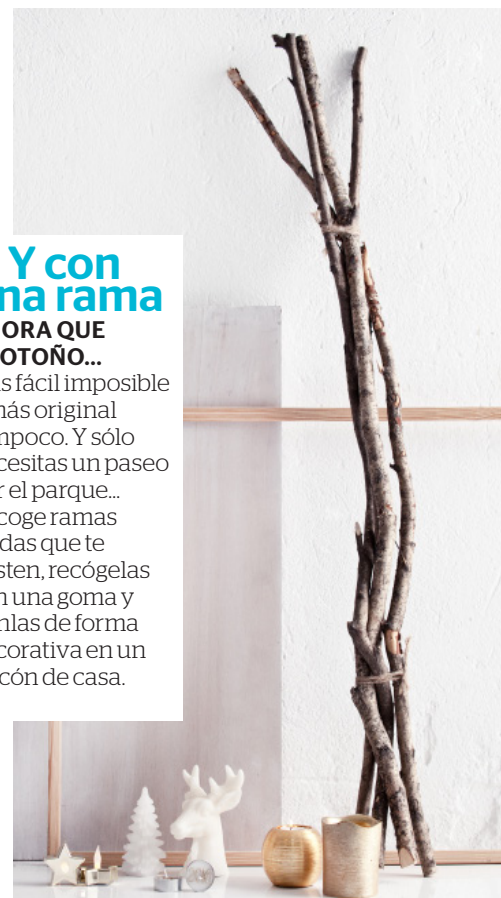 Y con
na rama
ORA QUE
OTOÑO...
s fácil imposible
más original
mpoco. Y sólo
cesitas un paseo
r el parque...
coge ramas
das que te
sten, recógelas
n una goma y
nlas de forma
corativa en un
cón de casa.